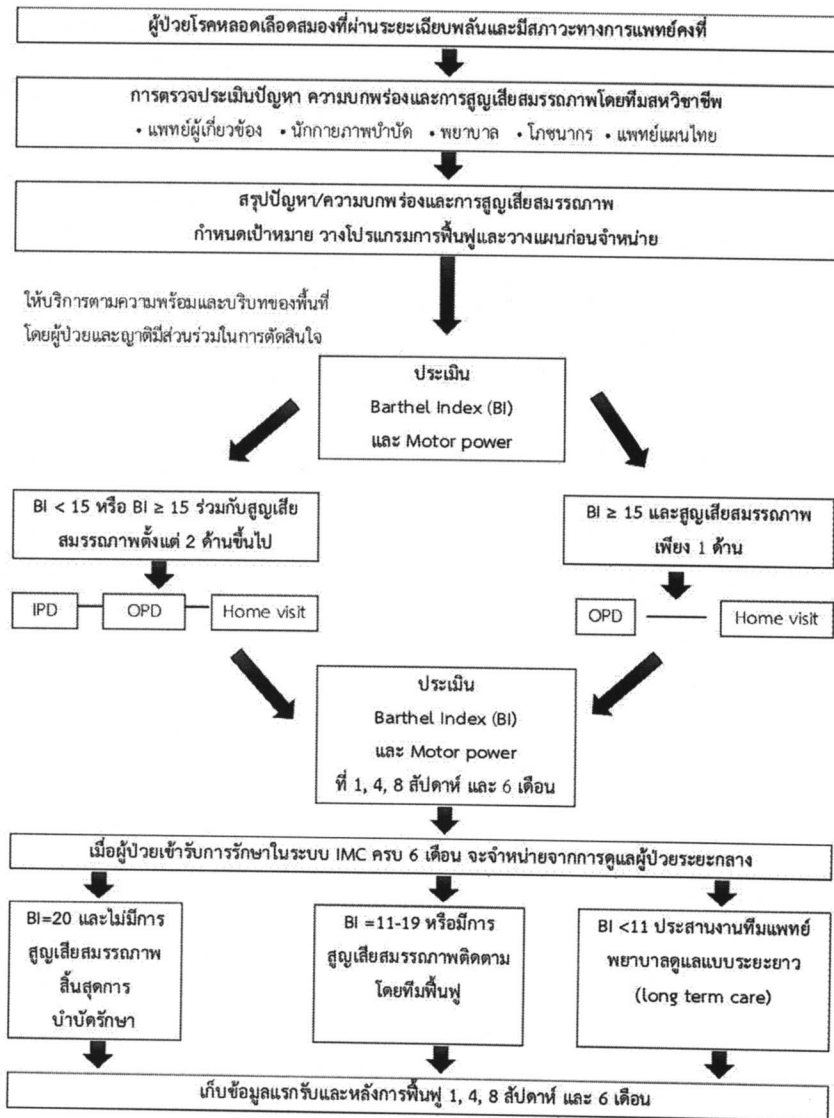 ผู้ป่วยโรคหลอดเลือดสมองที่ผ่านระยะเฉียบพลันและมีสภาวะทางการแพทย์คงที่
การตรวจประเมินปัญหา ความบกพร่องและการสูญเสียสมรรถภาพโดยทีมสหวิชาชีพ
• แพทย์ผู้เกี่ยวข้อง • นักกายภาพบำบัด • พยาบาล • โภชนากร • แพทย์แผนไทย
สรุปปัญหา/ความบกพร่องและการสูญเสียสมรรถภาพ
กำหนดเป้าหมาย วางโปรแกรมการฟื้นฟูและวางแผนก่อนจำหน่าย
ให้บริการตามความพร้อมและบริบทของพื้นที่
โดยผู้ป่วยและญาติมีส่วนร่วมในการตัดสินใจ
ประเมิน
Barthel Index (BI)
และ Motor power
BI < 15 หรือ BI ≥ 15 ร่วมกับสูญเสีย
สมรรถภาพตั้งแต่ 2 ด้านขึ้นไป
BI ≥ 15 และสูญเสียสมรรถภาพ
เพียง 1 ด้าน
IPD OPD Home visit
OPD Home visit
ประเมิน
Barthel Index (BI)
และ Motor power
ที่ 1, 4, 8 สัปดาห์ และ 6 เดือน
เมื่อผู้ป่วยเข้ารับการรักษาในระบบ IMC ครบ 6 เดือน จะจำหน่ายจากการดูแลผู้ป่วยระยะกลาง
BI=20 และไม่มีการ
สูญเสียสมรรถภาพ
สิ้นสุดการ
บำบัดรักษา
BI =11-19 หรือมีการ
สูญเสียสมรรถภาพติดตาม
โดยทีมฟื้นฟู
BI <11 ประสานงานทีมแพทย์
พยาบาลดูแลแบบระยะยาว
(long term care)
เก็บข้อมูลแรกรับและหลังการฟื้นฟู 1, 4, 8 สัปดาห์ และ 6 เดือน